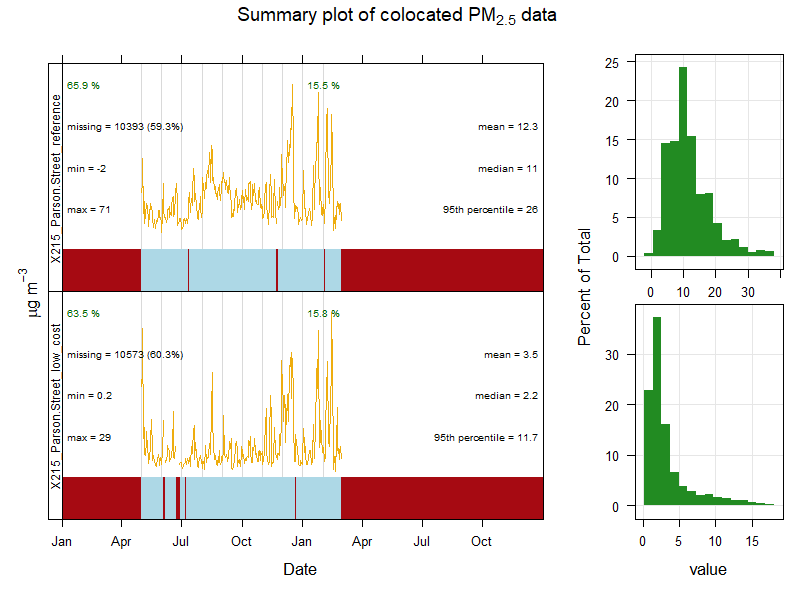 Summary plot of colocated PM2.5 data
µg m−3
X215_Parson.Street_reference
65.9 %
15.5 %
missing = 10393 (59.3%)
mean = 12.3
min = -2
median = 11
max = 71
95th percentile = 26
X215_Parson.Street_low_cost
63.5 %
15.8 %
missing = 10573 (60.3%)
mean = 3.5
min = 0.2
median = 2.2
max = 29
95th percentile = 11.7
Jan Apr Jul Oct Jan Apr Jul Oct
Date
Percent of Total
25
20
15
10
5
0
0 10 20 30
30
20
10
0
0 5 10 15
value